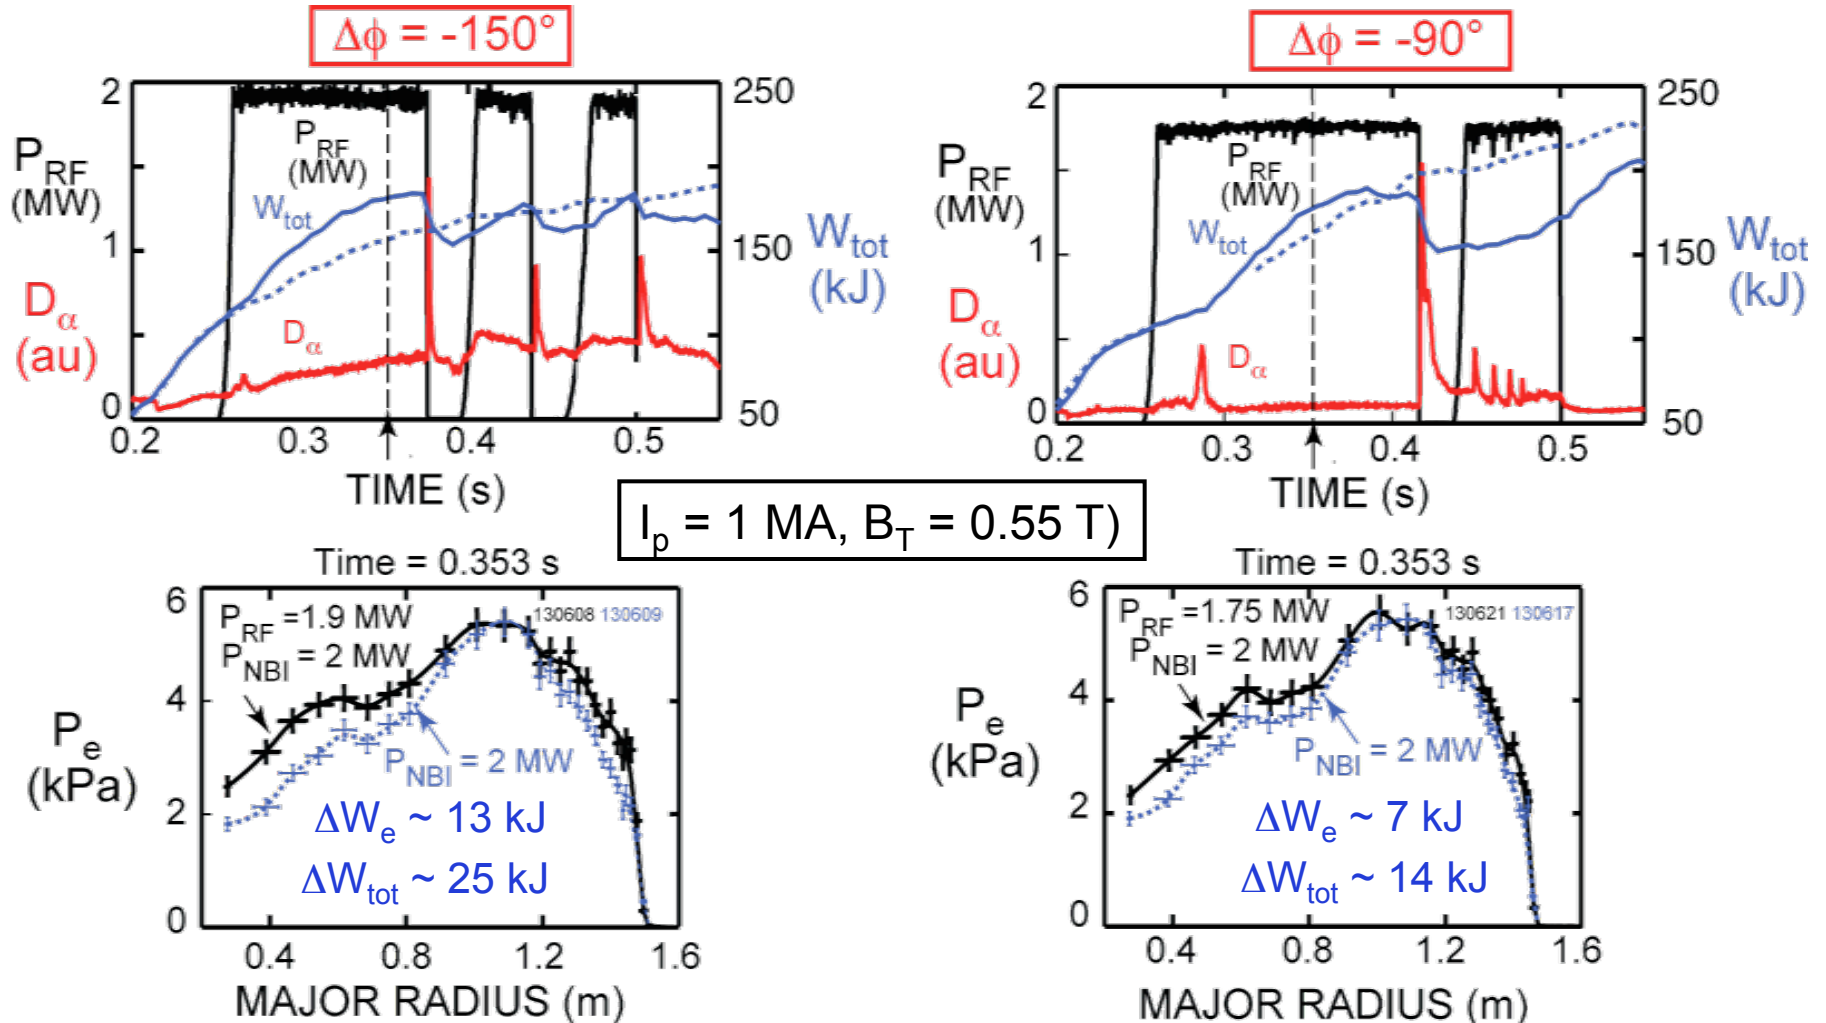 Δϕ = -150°
2
1
0
P_RF
(MW)
D_α
(au)
P_RF
(MW)
W_tot
D_α
250
150
50
W_tot
(kJ)
0.2 0.3 0.4 0.5
TIME (s)
Δϕ = -90°
2
1
0
P_RF
(MW)
D_α
(au)
P_RF
(MW)
W_tot
D_α
250
150
50
W_tot
(kJ)
0.2 0.3 0.4 0.5
TIME (s)
I_p = 1 MA, B_T = 0.55 T)
Time = 0.353 s
6
4
2
0
P_e
(kPa)
P_RF =1.9 MW
P_NBI = 2 MW
130608 130609
P_NBI = 2 MW
ΔW_e ~ 13 kJ
ΔW_tot ~ 25 kJ
0.4 0.8 1.2 1.6
MAJOR RADIUS (m)
Time = 0.353 s
6
4
2
0
P_e
(kPa)
P_RF =1.75 MW
P_NBI = 2 MW
130621 130617
P_NBI = 2 MW
ΔW_e ~ 7 kJ
ΔW_tot ~ 14 kJ
0.4 0.8 1.2 1.6
MAJOR RADIUS (m)